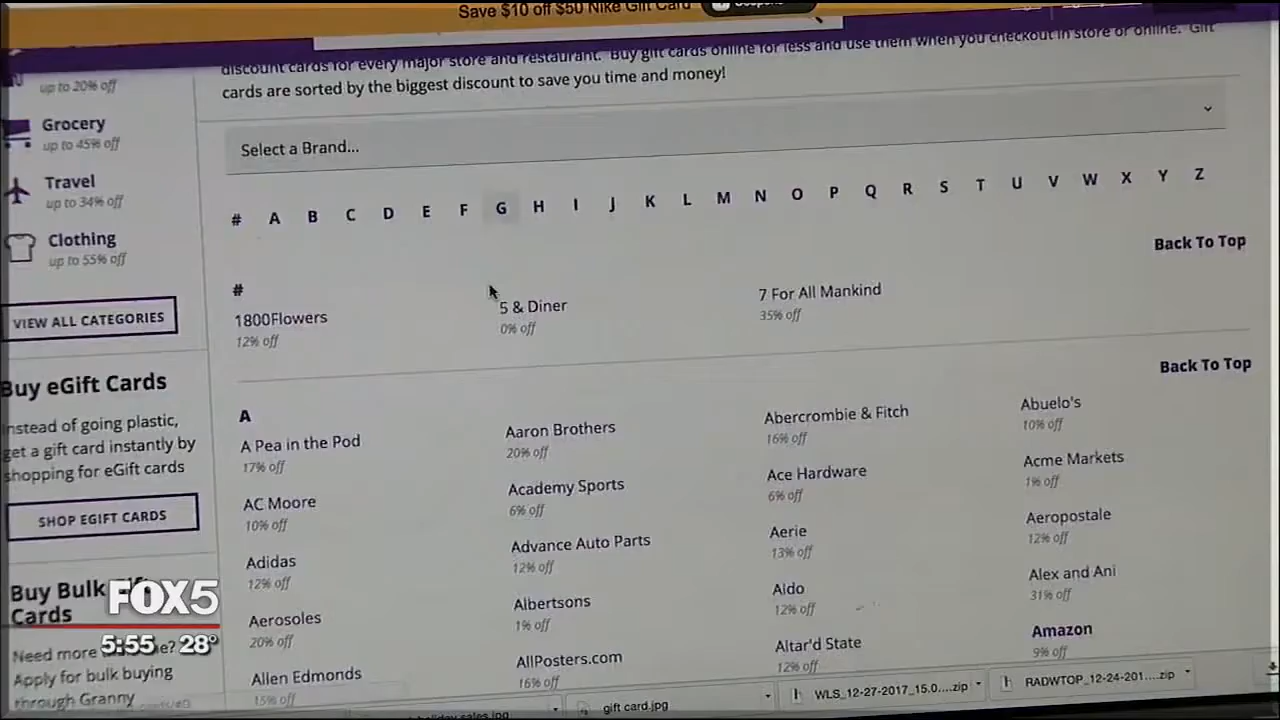 Save $10 off $50 Nike Gift Card
discount cards for every major store and restaurant. Buy gift cards online for less and use them when you checkout in store or online. Gift
cards are sorted by the biggest discount to save you time and money!
up to 20% off
Grocery
up to 45% off
Travel
up to 34% off
Clothing
up to 55% off
VIEW ALL CATEGORIES
Buy eGift Cards
Instead of going plastic,
get a gift card instantly by
shopping for eGift cards
SHOP EGIFT CARDS
Buy Bulk
Cards
Need more
Apply for bulk buying
through Granny
Select a Brand...
# A B C D E F G H I J K L M N O P Q R S T U V W X Y Z
Back To Top
#
1800Flowers
12% off
5 & Diner
0% off
7 For All Mankind
35% off
Back To Top
A
A Pea in the Pod
17% off
Aaron Brothers
20% off
Abercrombie & Fitch
16% off
Abuelo's
10% off
AC Moore
10% off
Academy Sports
6% off
Ace Hardware
6% off
Acme Markets
1% off
Adidas
12% off
Advance Auto Parts
12% off
Aerie
13% off
Aeropostale
12% off
Aerosoles
20% off
Albertsons
1% off
Aldo
12% off
Alex and Ani
31% off
Allen Edmonds
15% off
AllPosters.com
16% off
Altar'd State
12% off
Amazon
9% off
gift card.jpg
WLS_12-27-2017_15.0....zip
RADWTOP_12-24-201....zip
FOX5
5:55 28°